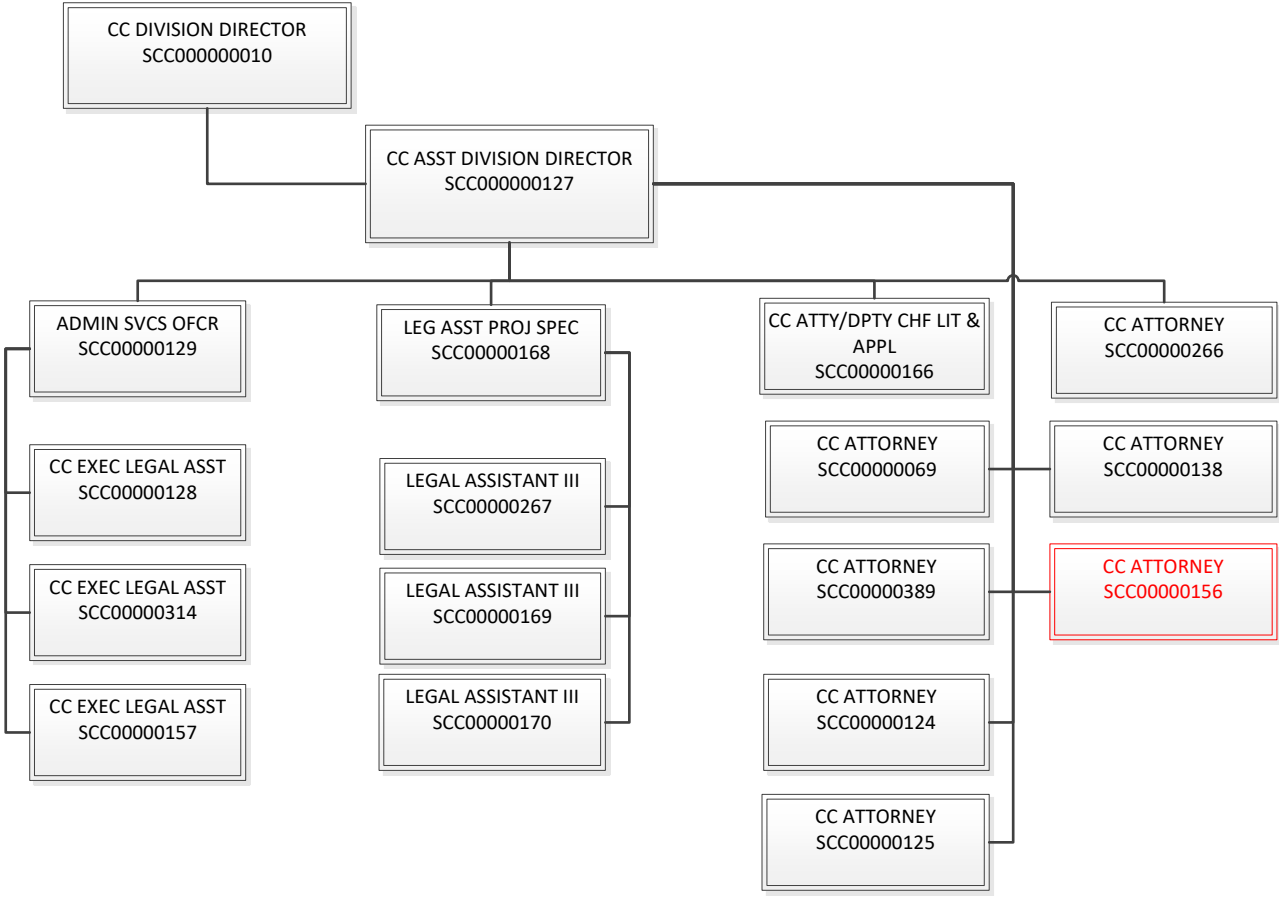 CC DIVISION DIRECTOR
SCC000000010
CC ASST DIVISION DIRECTOR
SCC000000127
ADMIN SVCS OFCR
SCC00000129
LEG ASST PROJ SPEC
SCC00000168
CC ATTY/DPTY CHF LIT &
APPL
SCC00000166
CC ATTORNEY
SCC00000266
CC EXEC LEGAL ASST
SCC00000128
LEGAL ASSISTANT III
SCC00000267
CC ATTORNEY
SCC00000069
CC ATTORNEY
SCC00000138
CC EXEC LEGAL ASST
SCC00000314
LEGAL ASSISTANT III
SCC00000169
CC ATTORNEY
SCC00000389
CC ATTORNEY
SCC00000156
CC EXEC LEGAL ASST
SCC00000157
LEGAL ASSISTANT III
SCC00000170
CC ATTORNEY
SCC00000124
CC ATTORNEY
SCC00000125